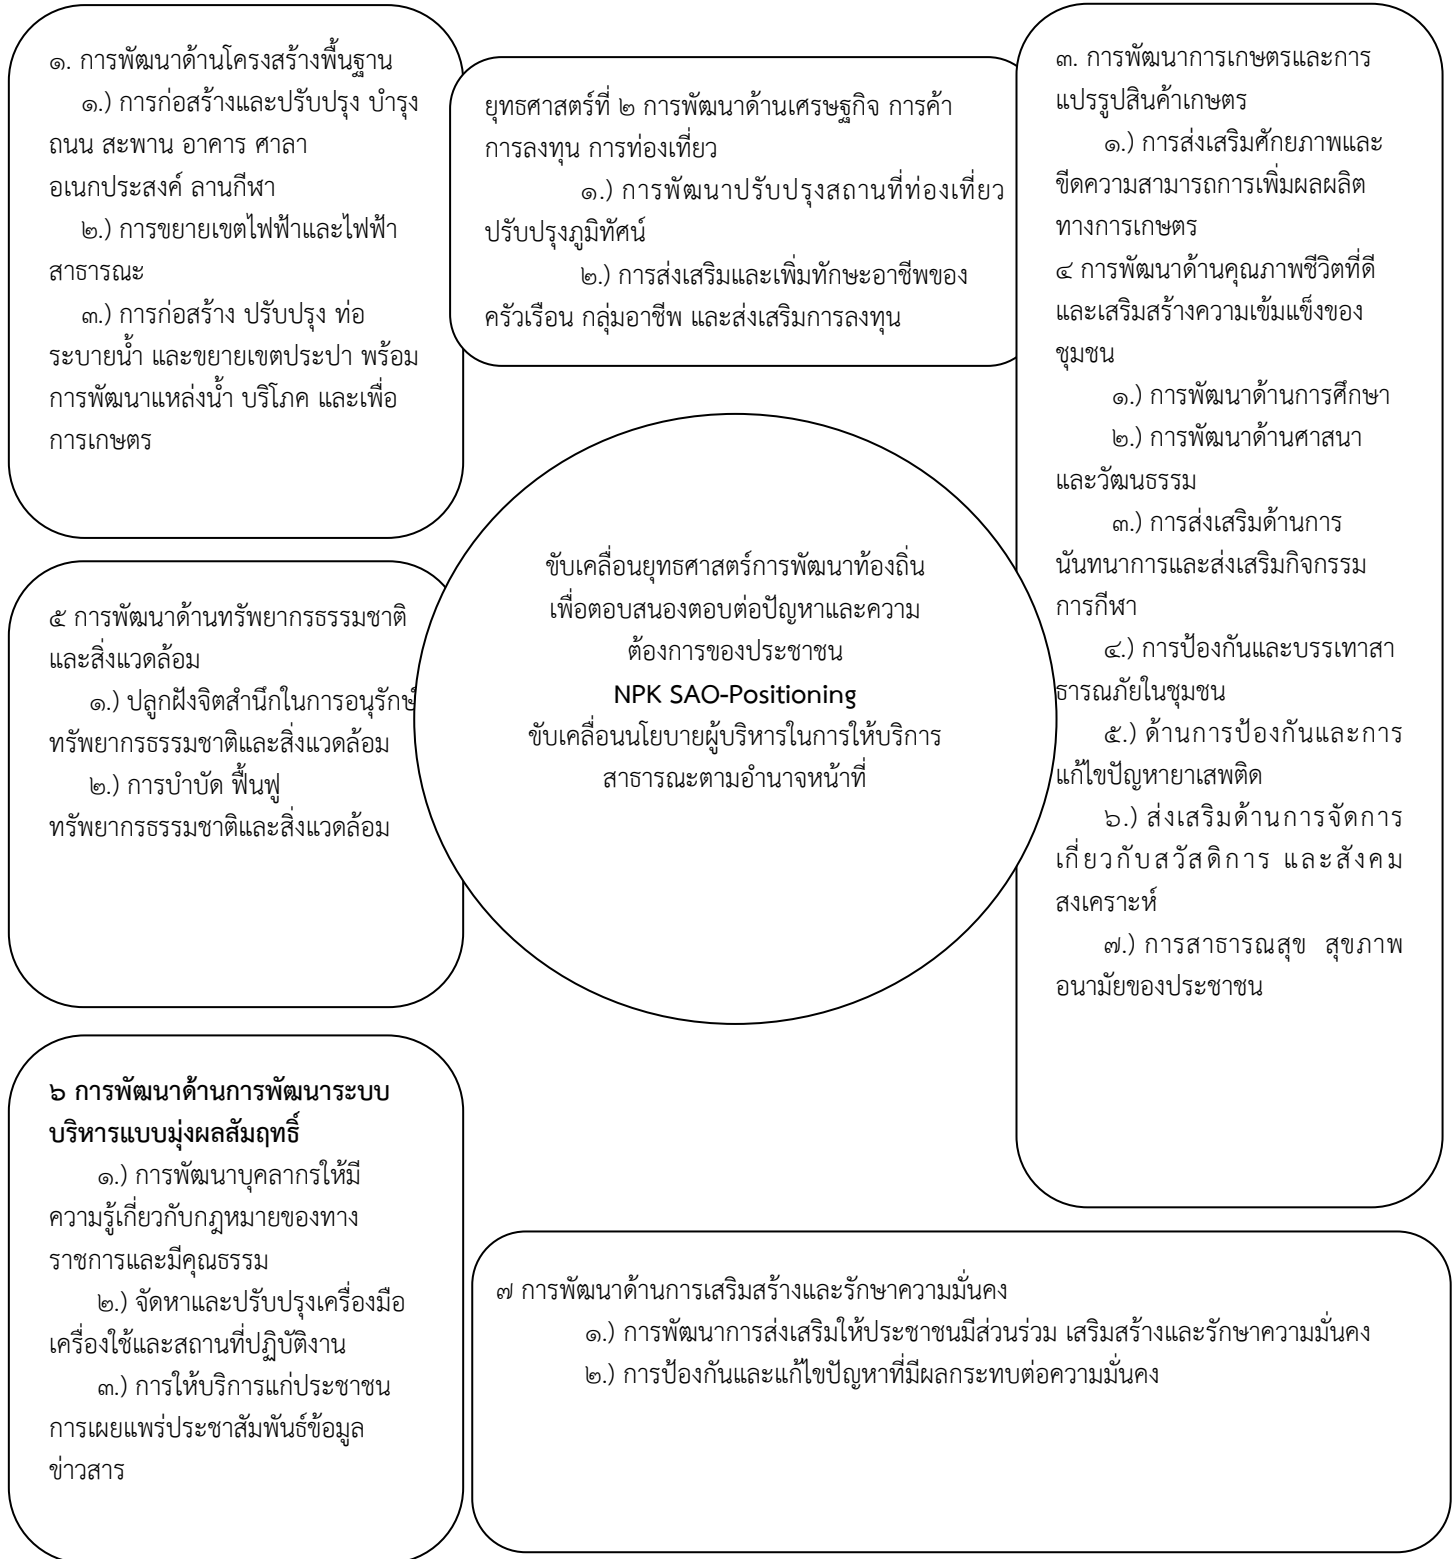 ๑. การพัฒนาด้านโครงสร้างพื้นฐาน
๑.) การก่อสร้างและปรับปรุง บำรุง
ถนน สะพาน อาคาร ศาลา
อเนกประสงค์ ลานกีฬา
๒.) การขยายเขตไฟฟ้าและไฟฟ้า
สาธารณะ
๓.) การก่อสร้าง ปรับปรุง ท่อ
ระบายน้ำ และขยายเขตประปา พร้อม
การพัฒนาแหล่งน้ำ บริโภค และเพื่อ
การเกษตร
ยุทธศาสตร์ที่ ๒ การพัฒนาด้านเศรษฐกิจ การค้า
การลงทุน การท่องเที่ยว
๑.) การพัฒนาปรับปรุงสถานที่ท่องเที่ยว
ปรับปรุงภูมิทัศน์
๒.) การส่งเสริมและเพิ่มทักษะอาชีพของ
ครัวเรือน กลุ่มอาชีพ และส่งเสริมการลงทุน
๓. การพัฒนาการเกษตรและการ
แปรรูปสินค้าเกษตร
๑.) การส่งเสริมศักยภาพและ
ขีดความสามารถการเพิ่มผลผลิต
ทางการเกษตร
๔ การพัฒนาด้านคุณภาพชีวิตที่ดี
และเสริมสร้างความเข้มแข็งของ
ชุมชน
๑.) การพัฒนาด้านการศึกษา
๒.) การพัฒนาด้านศาสนา
และวัฒนธรรม
๓.) การส่งเสริมด้านการ
นันทนาการและส่งเสริมกิจกรรม
การกีฬา
๔.) การป้องกันและบรรเทาสา
ธารณภัยในชุมชน
๕.) ด้านการป้องกันและการ
แก้ไขปัญหายาเสพติด
๖.) ส่งเสริมด้านการจัดการ
เกี่ยวกับสวัสดิการ และสังคม
สงเคราะห์
๗.) การสาธารณสุข สุขภาพ
อนามัยของประชาชน
ขับเคลื่อนยุทธศาสตร์การพัฒนาท้องถิ่น
เพื่อตอบสนองตอบต่อปัญหาและความ
ต้องการของประชาชน
NPK SAO-Positioning
ขับเคลื่อนนโยบายผู้บริหารในการให้บริการ
สาธารณะตามอำนาจหน้าที่
๕ การพัฒนาด้านทรัพยากรธรรมชาติ
และสิ่งแวดล้อม
๑.) ปลูกฝังจิตสำนึกในการอนุรักษ์
ทรัพยากรธรรมชาติและสิ่งแวดล้อม
๒.) การบำบัด ฟื้นฟู
ทรัพยากรธรรมชาติและสิ่งแวดล้อม
๖ การพัฒนาด้านการพัฒนาระบบ
บริหารแบบมุ่งผลสัมฤทธิ์
๑.) การพัฒนาบุคลากรให้มี
ความรู้เกี่ยวกับกฎหมายของทาง
ราชการและมีคุณธรรม
๒.) จัดหาและปรับปรุงเครื่องมือ
เครื่องใช้และสถานที่ปฏิบัติงาน
๓.) การให้บริการแก่ประชาชน
การเผยแพร่ประชาสัมพันธ์ข้อมูล
ข่าวสาร
๗ การพัฒนาด้านการเสริมสร้างและรักษาความมั่นคง
๑.) การพัฒนาการส่งเสริมให้ประชาชนมีส่วนร่วม เสริมสร้างและรักษาความมั่นคง
๒.) การป้องกันและแก้ไขปัญหาที่มีผลกระทบต่อความมั่นคง